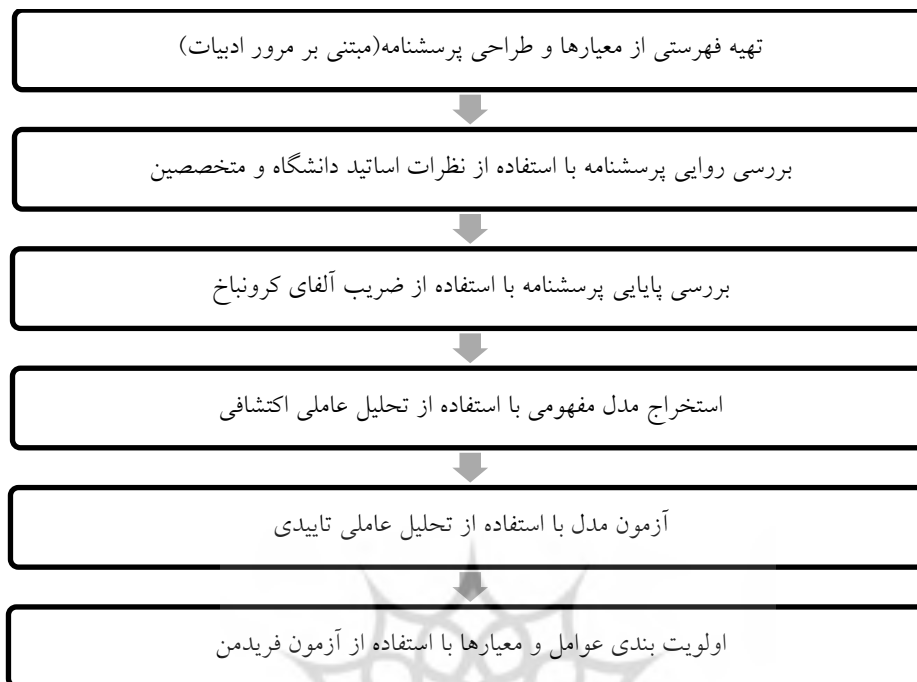 تهیه فهرستی از معیارها و طراحی پرسشنامه(مبتنی بر مرور ادبیات)
بررسی روایی پرسشنامه با استفاده از نظرات اساتید دانشگاه و متخصصین
بررسی پایایی پرسشنامه با استفاده از ضریب آلفای کرونباخ
استخراج مدل مفهومی با استفاده از تحلیل عاملی اکتشافی
آزمون مدل با استفاده از تحلیل عاملی تاییدی
اولویت بندی عوامل و معیارها با استفاده از آزمون فریدمن